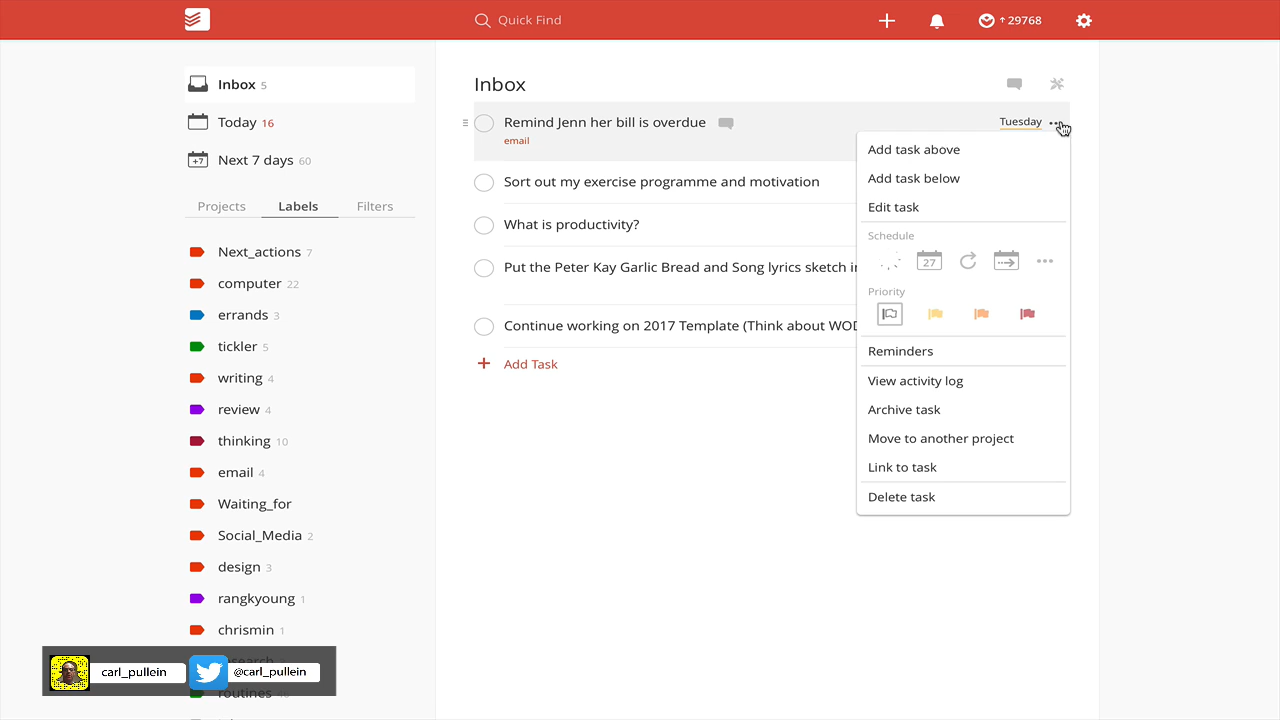 Quick Find
29768
Inbox 5
Today 16
+7 Next 7 days 60
Projects Labels Filters
Next_actions 7
computer 22
errands 3
tickler 5
writing 4
review 4
thinking 10
email 4
Waiting_for
Social_Media 2
design 3
rangkyoung 1
chrismin 1
routines
carl_pullein
@carl_pullein
Inbox
Remind Jenn her bill is overdue
Tuesday
email
Sort out my exercise programme and motivation
What is productivity?
Put the Peter Kay Garlic Bread and Song lyrics sketch
Continue working on 2017 Template (Think about
+ Add Task
Add task above
Add task below
Edit task
Schedule
27
Priority
Reminders
View activity log
Archive task
Move to another project
Link to task
Delete task